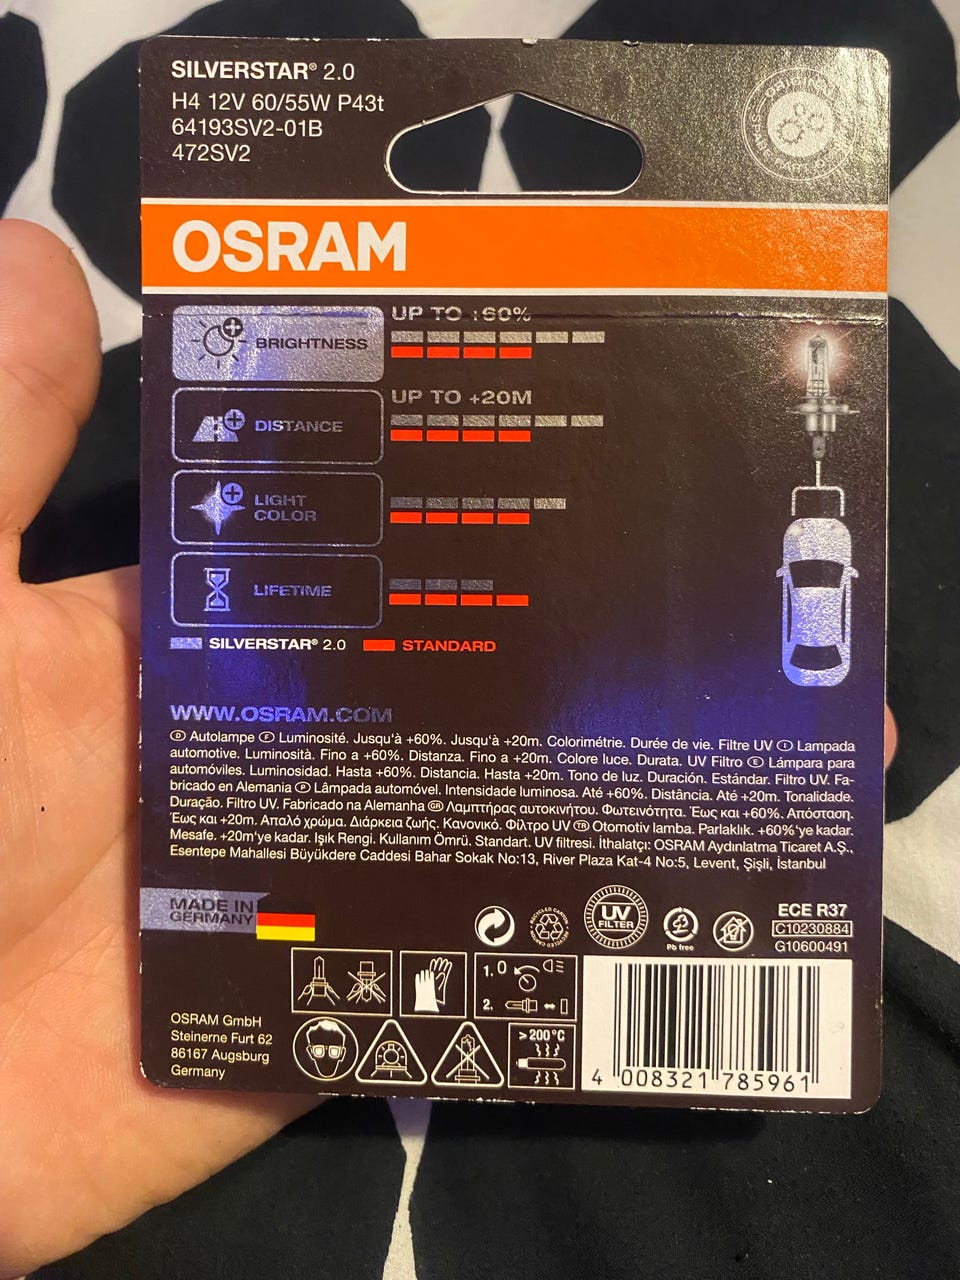 SILVERSTAR® 2.0
H4 12V 60/55W P43t
64193SV2-01B
472SV2
OSRAM
UP TO +60%
BRIGHTNESS
UP TO +20M
DISTANCE
LIGHT
COLOR
LIFETIME
SILVERSTAR® 2.0 STANDARD
WWW.OSRAM.COM
Ⓓ Autolampe Ⓕ Luminosité. Jusqu'à +60%. Jusqu'à +20m. Colorimétrie. Durée de vie. Filtre UV Ⓘ Lampada
automotive. Luminosità. Fino a +60%. Distanza. Fino a +20m. Colore luce. Durata. UV Filtro Ⓔ Lámpara para
automóviles. Luminosidad. Hasta +60%. Distancia. Hasta +20m. Tono de luz. Duración. Estándar. Filtro UV. Fa-
bricado en Alemania Ⓟ Lâmpada automóvel. Intensidade luminosa. Até +60%. Distância. Até +20m. Tonalidade.
Duração. Filtro UV. Fabricado na Alemanha GR Λαμπτήρας αυτοκινήτου. Φωτεινότητα. Έως και +60%. Απόσταση.
Έως και +20m. Απαλό χρώμα. Διάρκεια ζωής. Κανονικό. Φίλτρο UV TR Otomotiv lamba. Parlaklık. +60%'ye kadar.
Mesafe. +20m'ye kadar. Işık Rengi. Kullanım Ömrü. Standart. UV filtresi. İthalatçı: OSRAM Aydınlatma Ticaret A.Ş.,
Esentepe Mahallesi Büyükdere Caddesi Bahar Sokak No:13, River Plaza Kat-4 No:5, Levent, Şişli, İstanbul
MADE IN
GERMANY
UV
FILTER
Pb free
ECE R37
C10230884
G10600491
1. 0
2.
>200°C
OSRAM GmbH
Steinerne Furt 62
86167 Augsburg
Germany
4 008321 785961